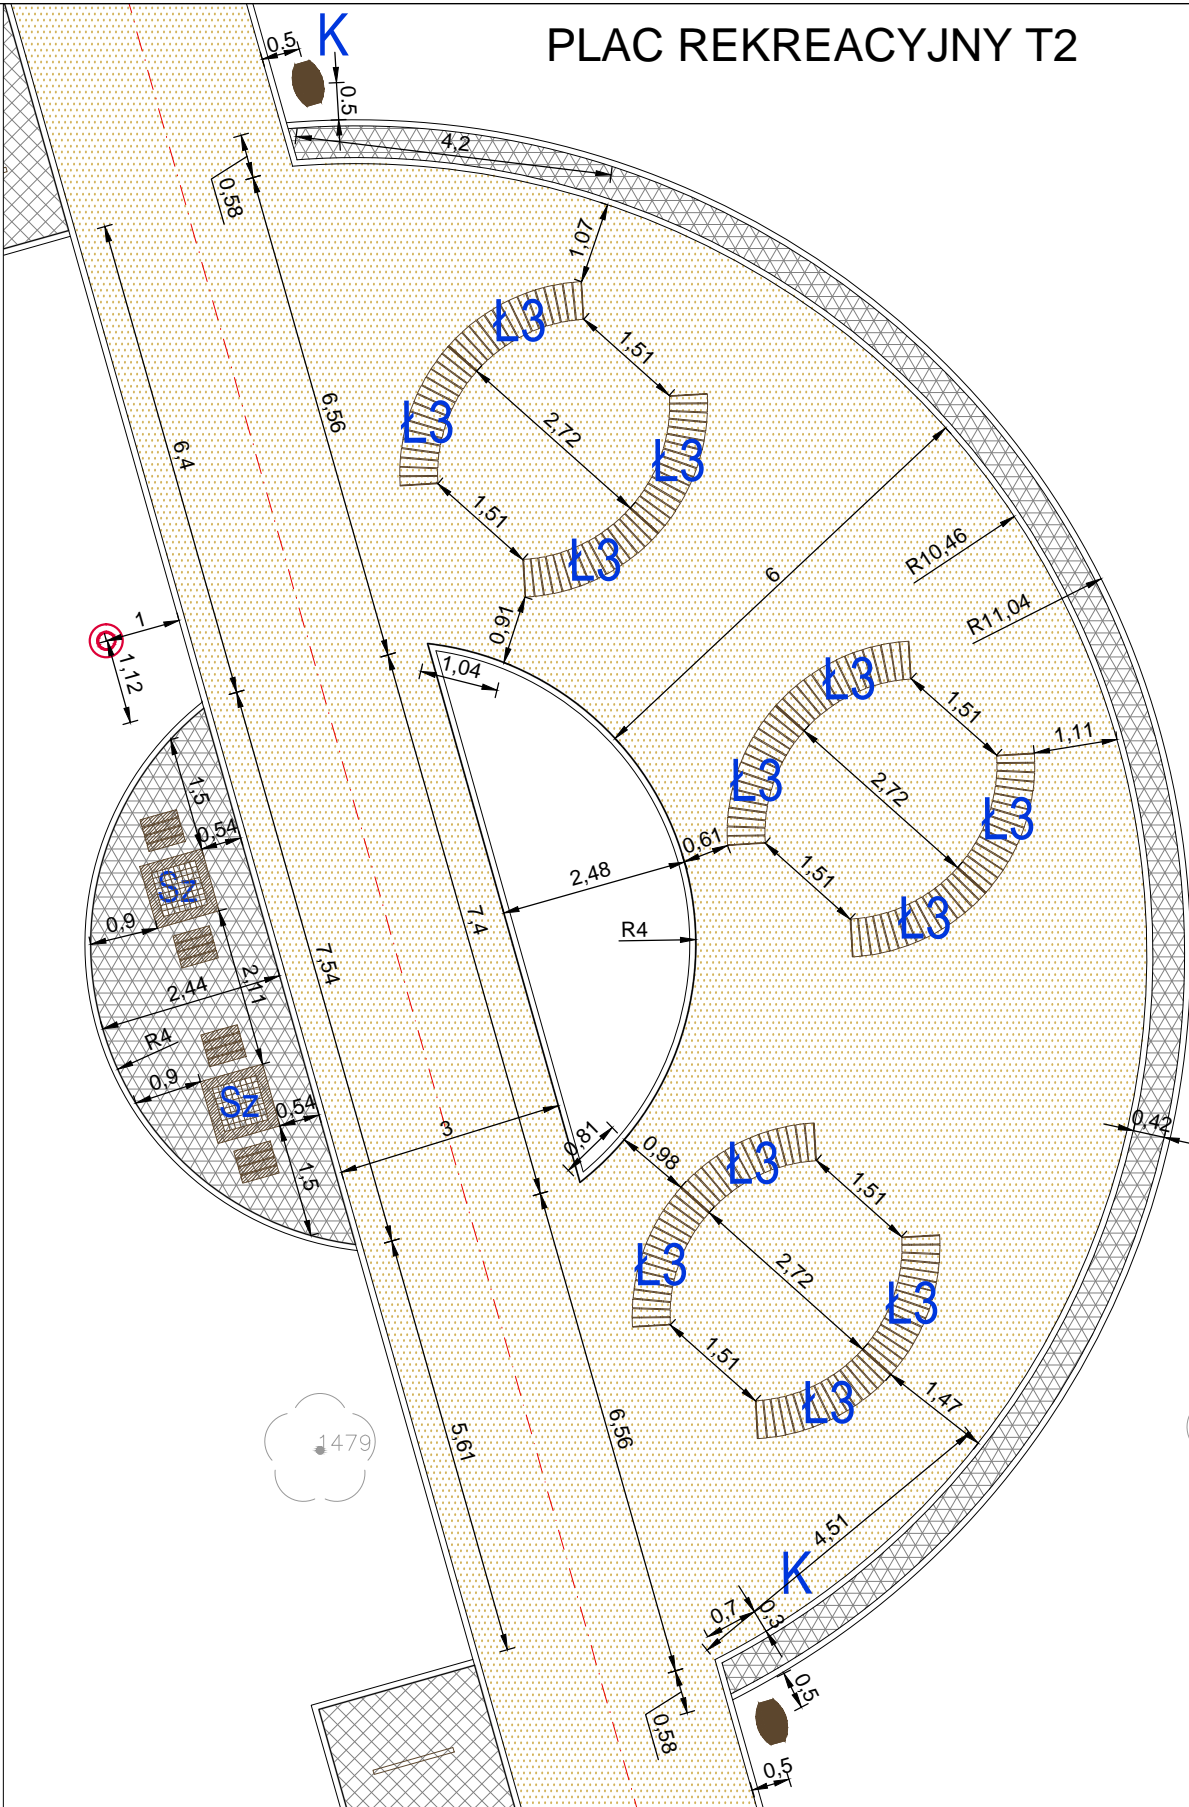 PLAC REKREACYJNY T2
K
0.5
0.5
4,2
0,58
1,07
Ł3
1,51
6,56
Ł3
2,72
Ł3
6,4
1,51
Ł3
6
R10,46
R11,04
0,91
1
1,12
1,04
Ł3
1,51
1,11
1,5
Ł3
2,72
Ł3
0,54
0,61
Sz
2,48
1,51
0,9
7,4
R4
Ł3
7,54
2,11
2,44
R4
0,9
Sz
0,54
3
0,81
0,42
0,98
Ł3
1,51
1,5
Ł3
2,72
Ł3
1,51
1,47
Ł3
1479
5,61
6,56
4,51
K
0,7
0,3
0,5
0,58
0,5